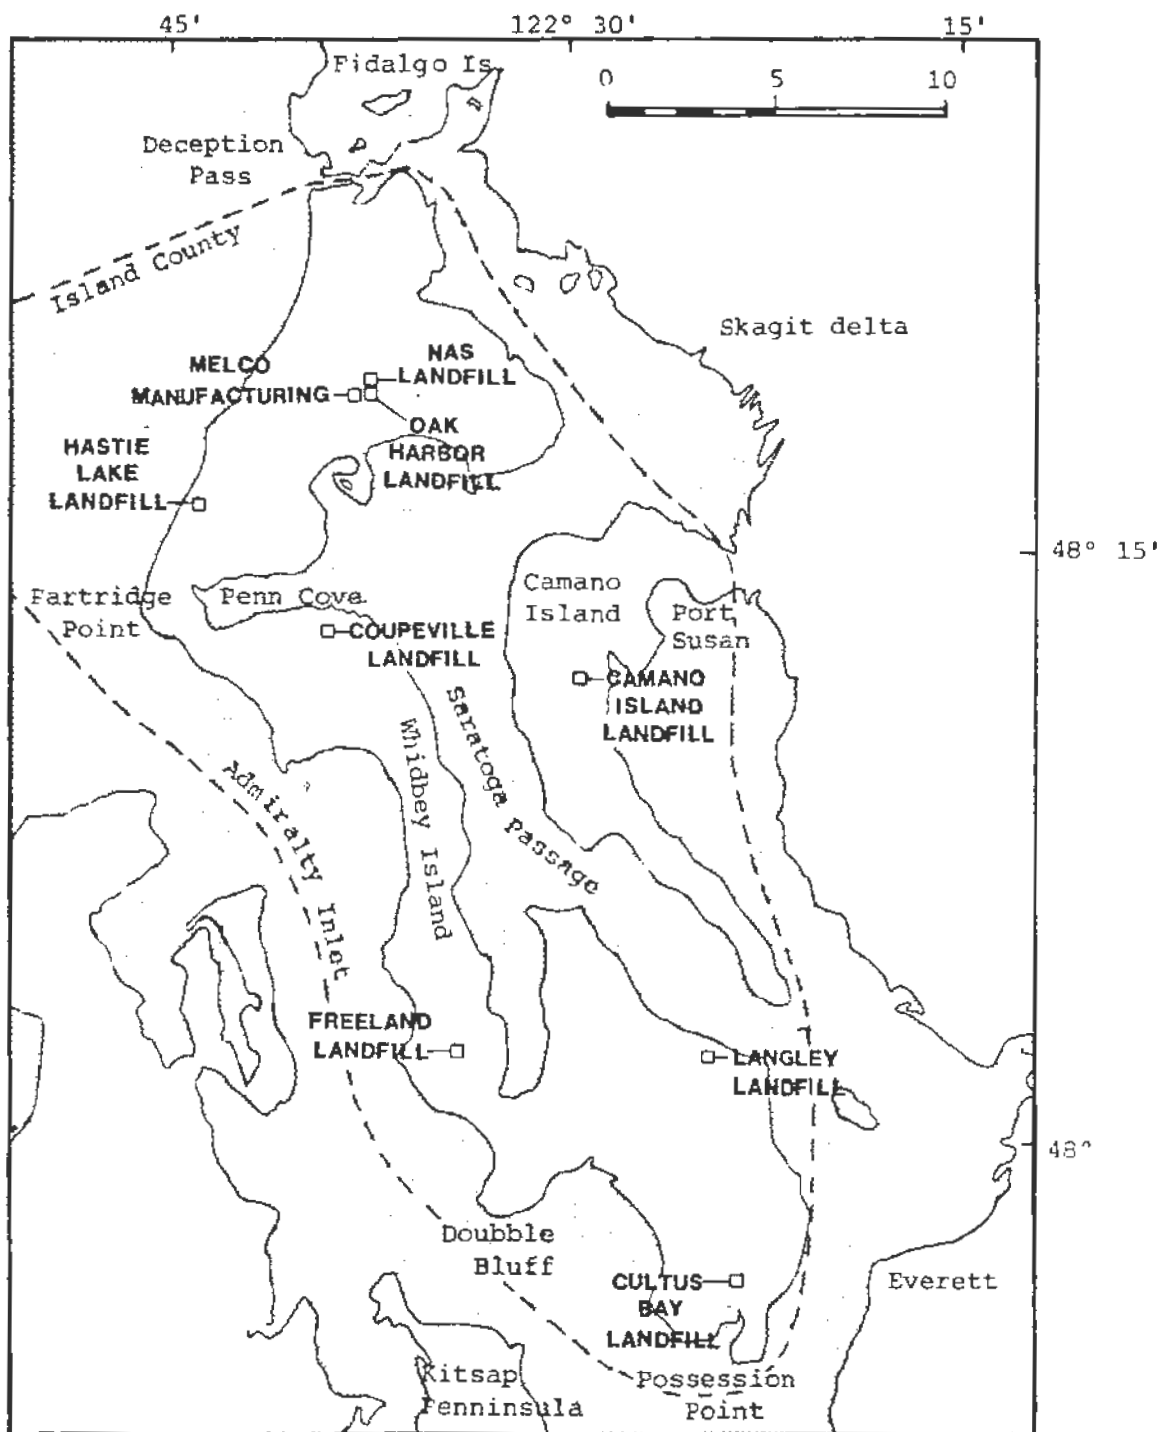 45'
122° 30'
15'
Fidalgo Is.
0 5 10
Deception
Pass
Island County
Skagit delta
MELCO
MANUFACTURING
NAS
LANDFILL
OAK
HARBOR
LANDFILL
HASTIE
LAKE
LANDFILL
48° 15'
Camano
Island
Port
Susan
Fartridge
Point
Penn Cove
COUPEVILLE
LANDFILL
CAMANO
ISLAND
LANDFILL
Saratoga Passage
Whidbey Island
Admiralty Inlet
FREELAND
LANDFILL
LANGLEY
LANDFILL
48°
Doubble
Bluff
CULTUS
BAY
LANDFILL
Everett
Possession
Point
Kitsap
Penninsula